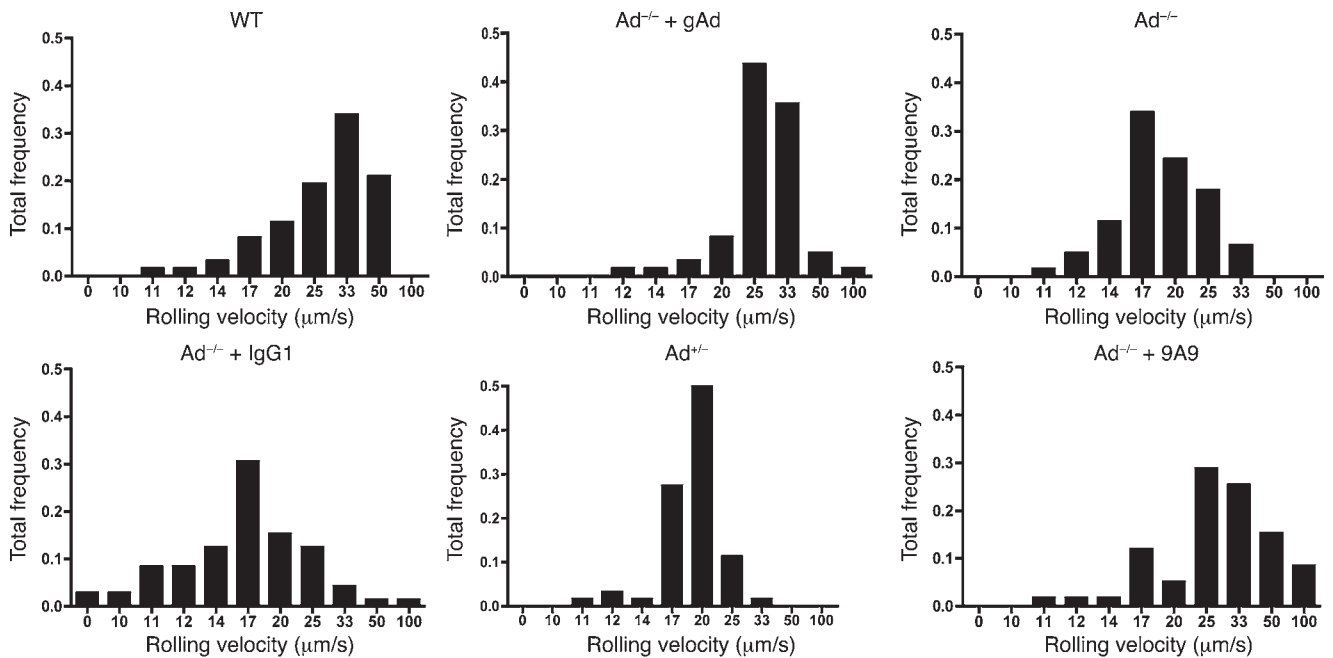 WT
0.5
0.4
0.3
0.2
0.1
0.0
Total frequency
0 10 11 12 14 17 20 25 33 50 100
Rolling velocity (μm/s)
Ad⁻/⁻ + gAd
0.5
0.4
0.3
0.2
0.1
0.0
Total frequency
0 10 11 12 14 17 20 25 33 50 100
Rolling velocity (μm/s)
Ad⁻/⁻
0.5
0.4
0.3
0.2
0.1
0.0
Total frequency
0 10 11 12 14 17 20 25 33 50 100
Rolling velocity (μm/s)
Ad⁻/⁻ + IgG1
0.5
0.4
0.3
0.2
0.1
0.0
Total frequency
0 10 11 12 14 17 20 25 33 50 100
Rolling velocity (μm/s)
Ad⁺/⁻
0.5
0.4
0.3
0.2
0.1
0.0
Total frequency
0 10 11 12 14 17 20 25 33 50 100
Rolling velocity (μm/s)
Ad⁻/⁻ + 9A9
0.5
0.4
0.3
0.2
0.1
0.0
Total frequency
0 10 11 12 14 17 20 25 33 50 100
Rolling velocity (μm/s)